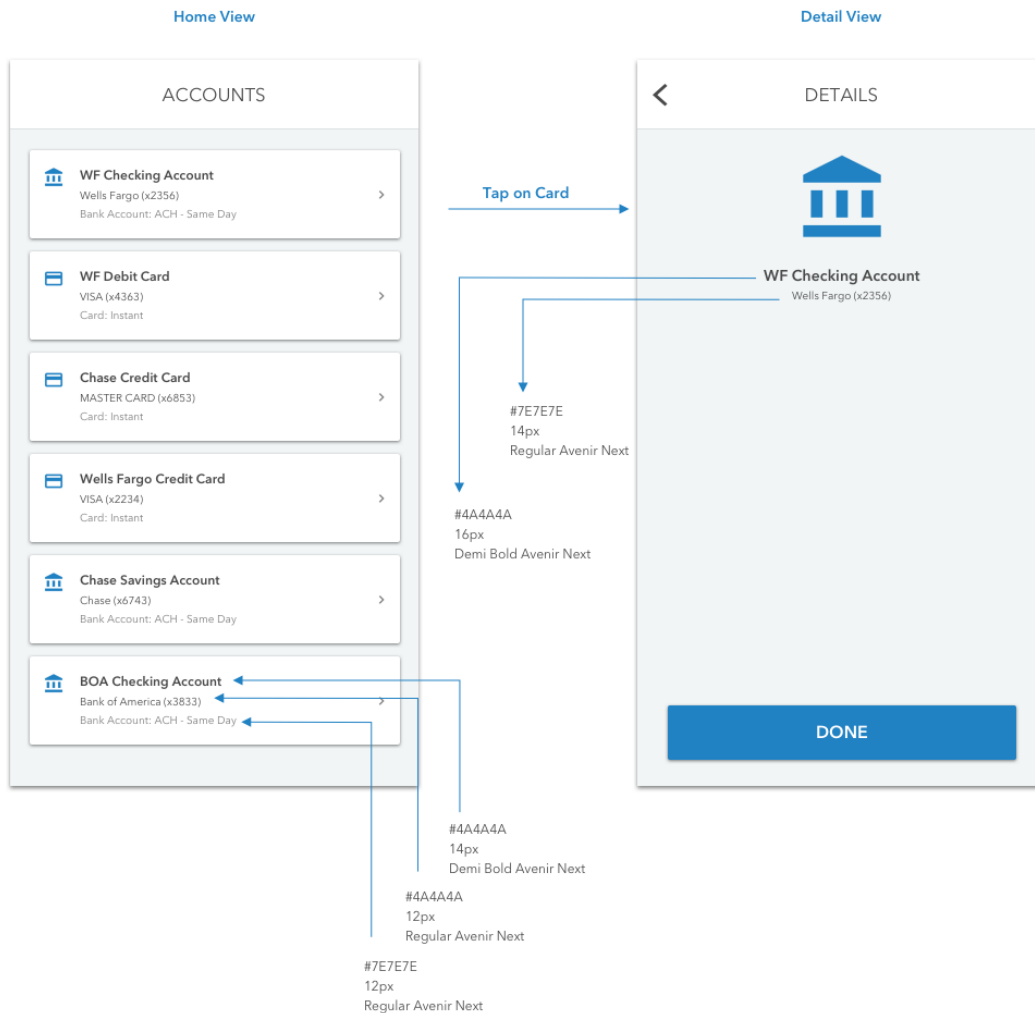 Home View
ACCOUNTS
WF Checking Account
Wells Fargo (x2356)
Bank Account: ACH - Same Day
WF Debit Card
VISA (x4363)
Card: Instant
Chase Credit Card
MASTER CARD (x6853)
Card: Instant
Wells Fargo Credit Card
VISA (x2234)
Card: Instant
Chase Savings Account
Chase (x6743)
Bank Account: ACH - Same Day
BOA Checking Account
Bank of America (x3833)
Bank Account: ACH - Same Day
Tap on Card
Detail View
DETAILS
WF Checking Account
Wells Fargo (x2356)
DONE
#7E7E7E
14px
Regular Avenir Next
#4A4A4A
16px
Demi Bold Avenir Next
#4A4A4A
14px
Demi Bold Avenir Next
#4A4A4A
12px
Regular Avenir Next
#7E7E7E
12px
Regular Avenir Next